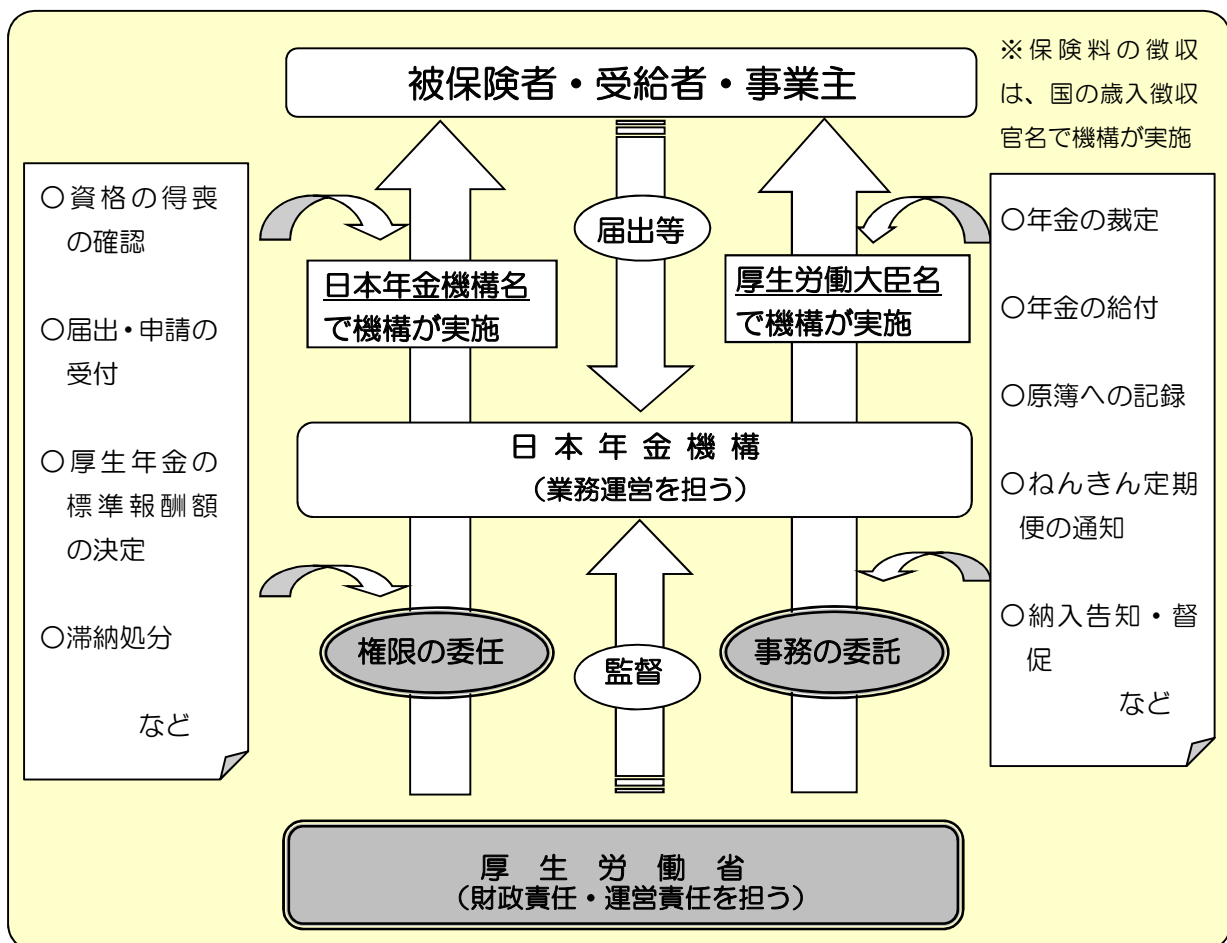 被保険者・受給者・事業主
※保険料の徴収
は、国の歳入徴収
官名で機構が実施
○資格の得喪
の確認
○届出・申請の
受付
○厚生年金の
標準報酬額
の決定
○滞納処分
など
日本年金機構名
で機構が実施
届出等
厚生労働大臣名
で機構が実施
○年金の裁定
○年金の給付
○原簿への記録
○ねんきん定期
便の通知
○納入告知・督
促
など
日本年金機構
(業務運営を担う)
権限の委任
監督
事務の委託
厚生労働省
(財政責任・運営責任を担う)